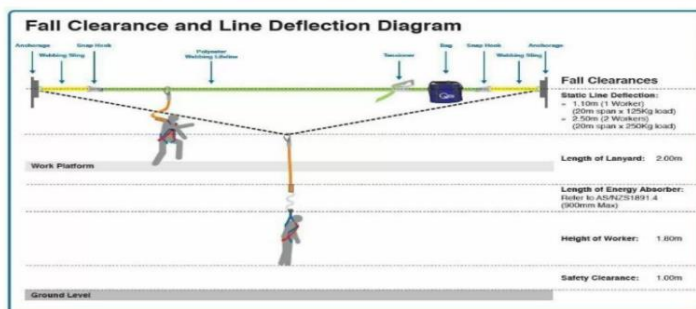 Fall Clearance and Line Deflection Diagram
Anchorage
Webbing Sling
Snap Hook
Polyester
Webbing Lifeline
Tensioner
Bag
Snap Hook
Webbing Sling
Anchorage
Fall Clearances
Static Line Deflection:
- 1.10m (1 Worker)
(20m span x 125Kg load)
- 2.50m (2 Workers)
(20m span x 250Kg load)
Work Platform
Length of Lanyard: 2.00m
Length of Energy Absorber:
Refer to AS/NZS1891.4
(900mm Max)
Height of Worker: 1.80m
Safety Clearance: 1.00m
Ground Level